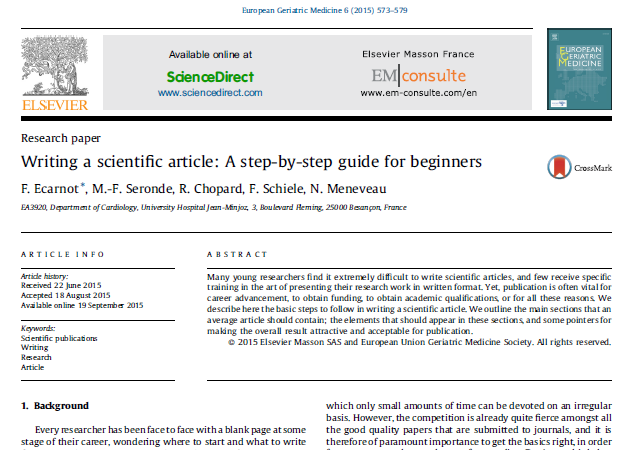 European Geriatric Medicine 6 (2015) 573–579
ELSEVIER
Available online at
ScienceDirect
www.sciencedirect.com
Elsevier Masson France
EM|consulte
www.em-consulte.com/en
EUROPEAN
GERIATRIC
MEDICINE
Research paper
Writing a scientific article: A step-by-step guide for beginners
CrossMark
F. Ecarnot*, M.-F. Seronde, R. Chopard, F. Schiele, N. Meneveau
EA3920, Department of Cardiology, University Hospital Jean-Minjoz, 3, Boulevard Fleming, 25000 Besançon, France
ARTICLE INFO
Article history:
Received 22 June 2015
Accepted 18 August 2015
Available online 19 September 2015
Keywords:
Scientific publications
Writing
Research
Article
ABSTRACT
Many young researchers find it extremely difficult to write scientific articles, and few receive specific
training in the art of presenting their research work in written format. Yet, publication is often vital for
career advancement, to obtain funding, to obtain academic qualifications, or for all these reasons. We
describe here the basic steps to follow in writing a scientific article. We outline the main sections that an
average article should contain; the elements that should appear in these sections, and some pointers for
making the overall result attractive and acceptable for publication.
© 2015 Elsevier Masson SAS and European Union Geriatric Medicine Society. All rights reserved.
1. Background
Every researcher has been face to face with a blank page at some
stage of their career, wondering where to start and what to write
which only small amounts of time can be devoted on an irregular
basis. However, the competition is already quite fierce amongst all
the good quality papers that are submitted to journals, and it is
therefore of paramount importance to get the basics right, in order